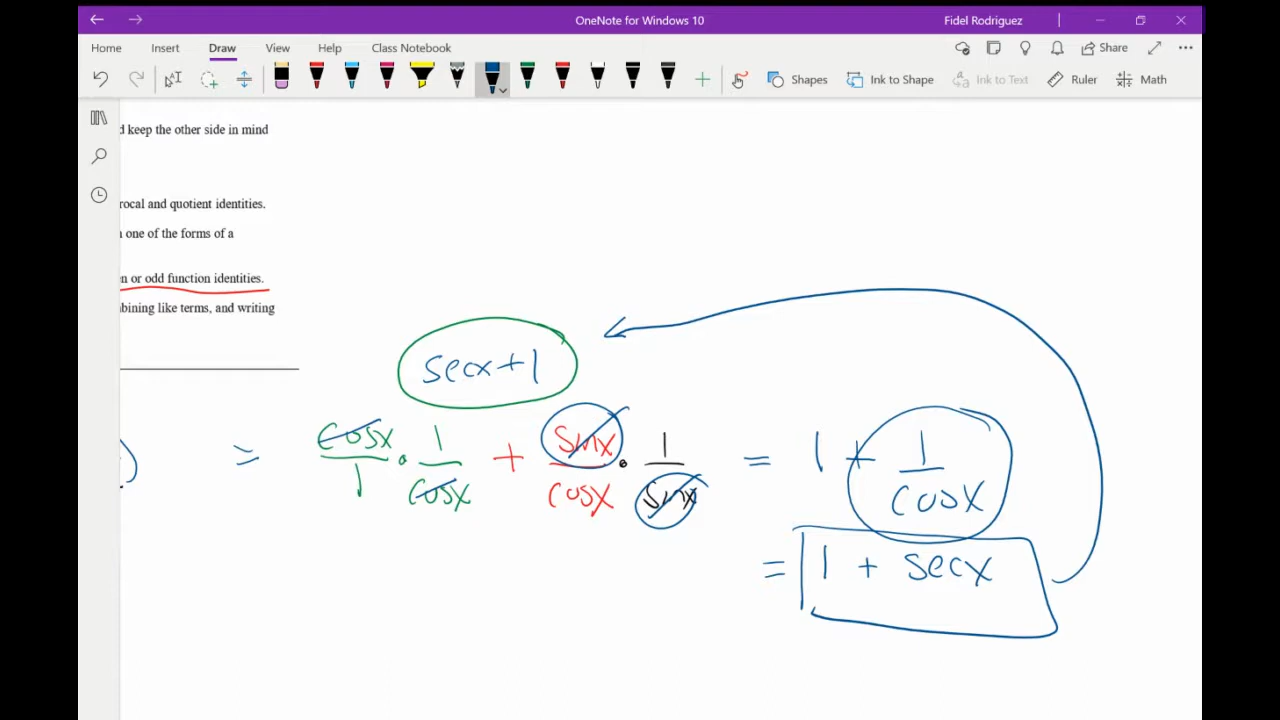 OneNote for Windows 10
Fidel Rodriguez
Home Insert Draw View Help Class Notebook Share
Shapes Ink to Shape Ink to Text Ruler Math
d keep the other side in mind
rocal and quotient identities.
n one of the forms of a
n or odd function identities.
bining like terms, and writing
secx+1
) = cosx/1 · 1/cosx + sinx/cosx · 1/sinx = 1 + 1/cosx
= 1 + secx